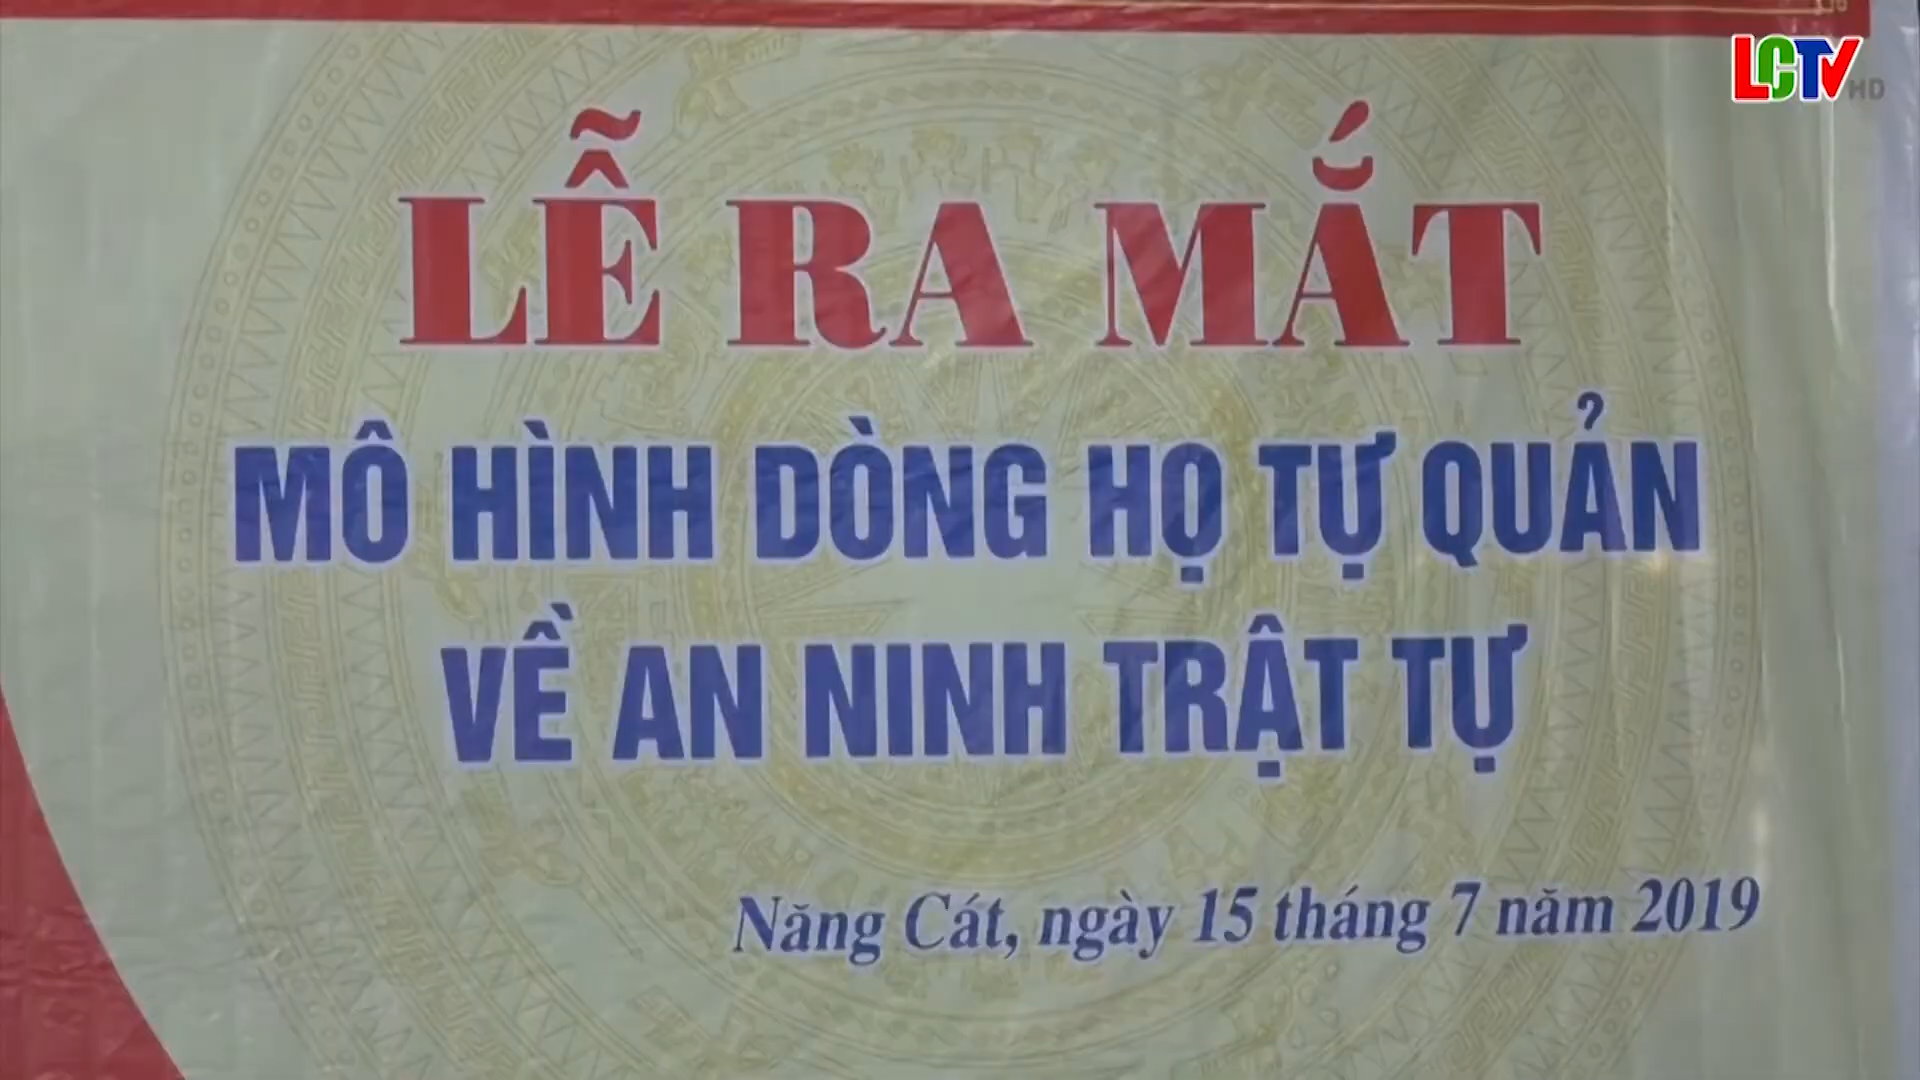 LCTV HD
LỄ RA MẮT
MÔ HÌNH DÒNG HỌ TỰ QUẢN
VỀ AN NINH TRẬT TỰ
Năng Cát, ngày 15 tháng 7 năm 2019